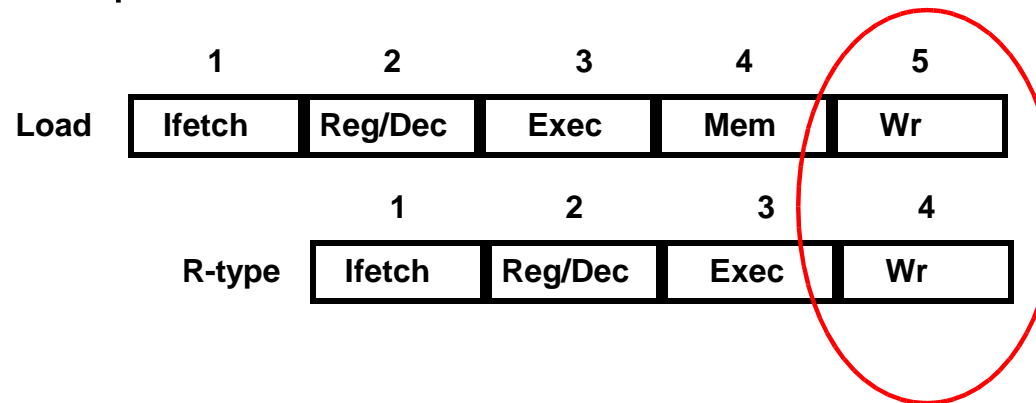 1 2 3 4 5
Load Ifetch Reg/Dec Exec Mem Wr
1 2 3 4
R-type Ifetch Reg/Dec Exec Wr